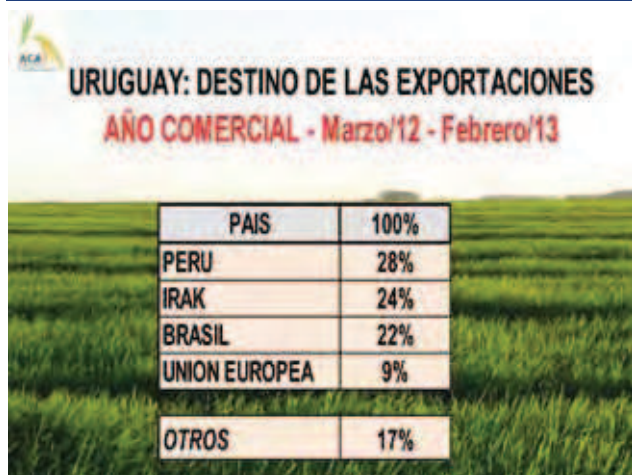 ACA
URUGUAY: DESTINO DE LAS EXPORTACIONES
AÑO COMERCIAL - Marzo/12 - Febrero/13
PAIS 100%
PERU 28%
IRAK 24%
BRASIL 22%
UNION EUROPEA 9%
OTROS 17%